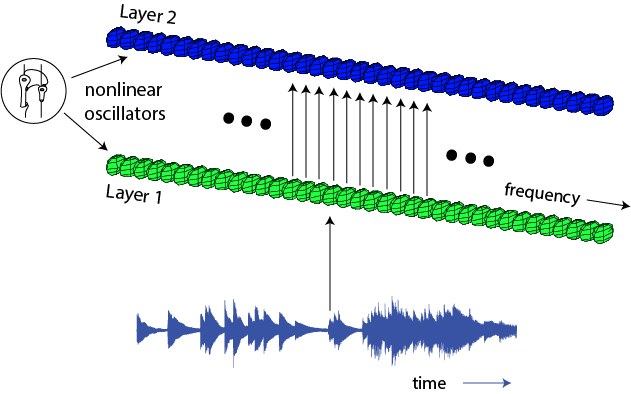 Layer 2
nonlinear
oscillators
Layer 1
frequency
time